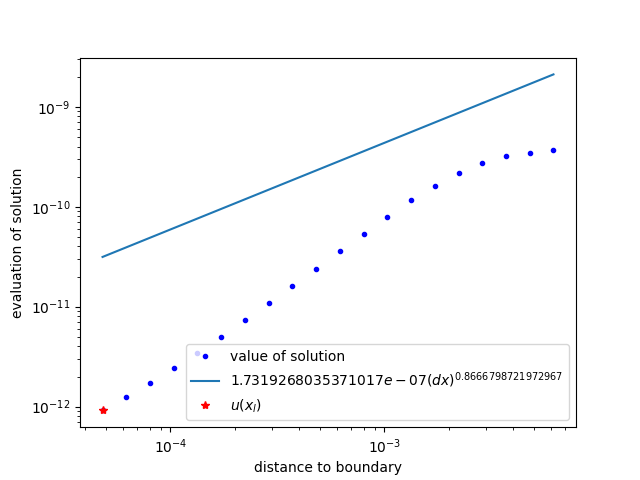 evaluation of solution
10⁻⁹
10⁻¹⁰
10⁻¹¹
10⁻¹²
value of solution
1.7319268035371017e − 07(dx)^0.8666798721972967
u(x_I)
10⁻⁴
10⁻³
distance to boundary